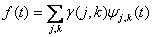 f(t) = ∑_{j,k} γ(j,k)ψ_{j,k}(t)